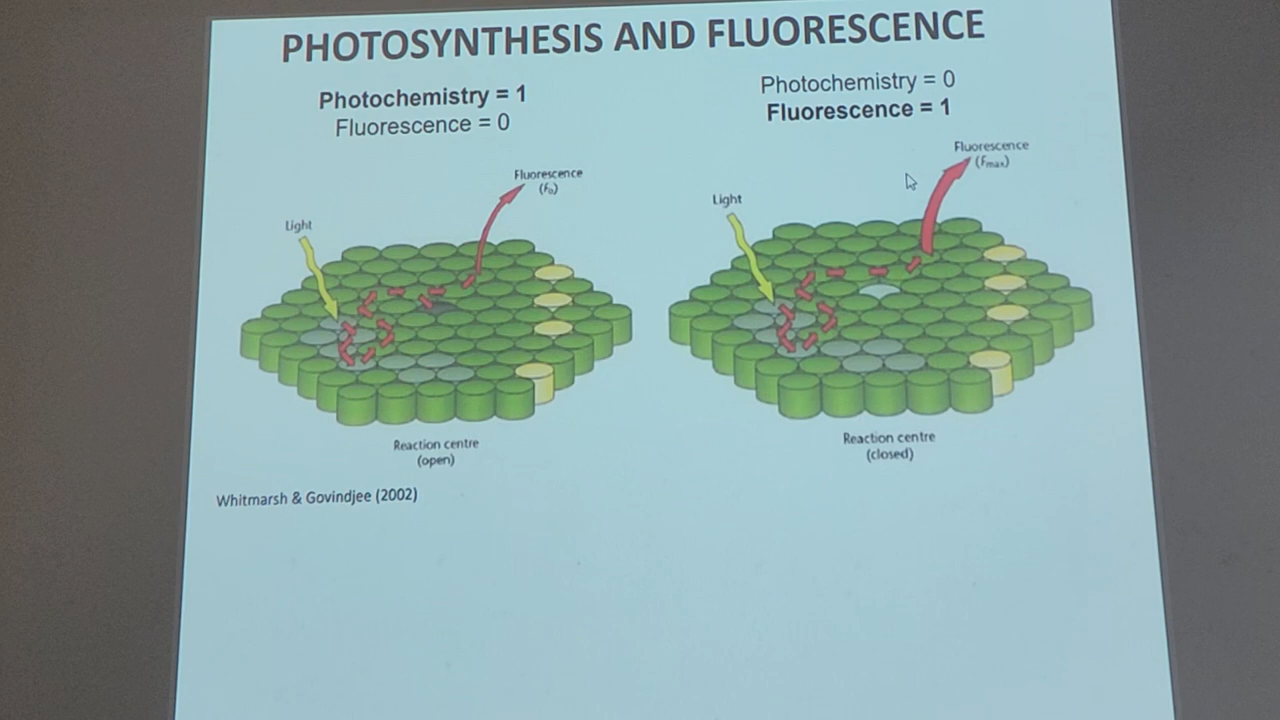 PHOTOSYNTHESIS AND FLUORESCENCE
Photochemistry = 1
Fluorescence = 0
Photochemistry = 0
Fluorescence = 1
Fluorescence
(F₀)
Light
Reaction centre
(open)
Fluorescence
(Fmax)
Light
Reaction centre
(closed)
Whitmarsh & Govindjee (2002)